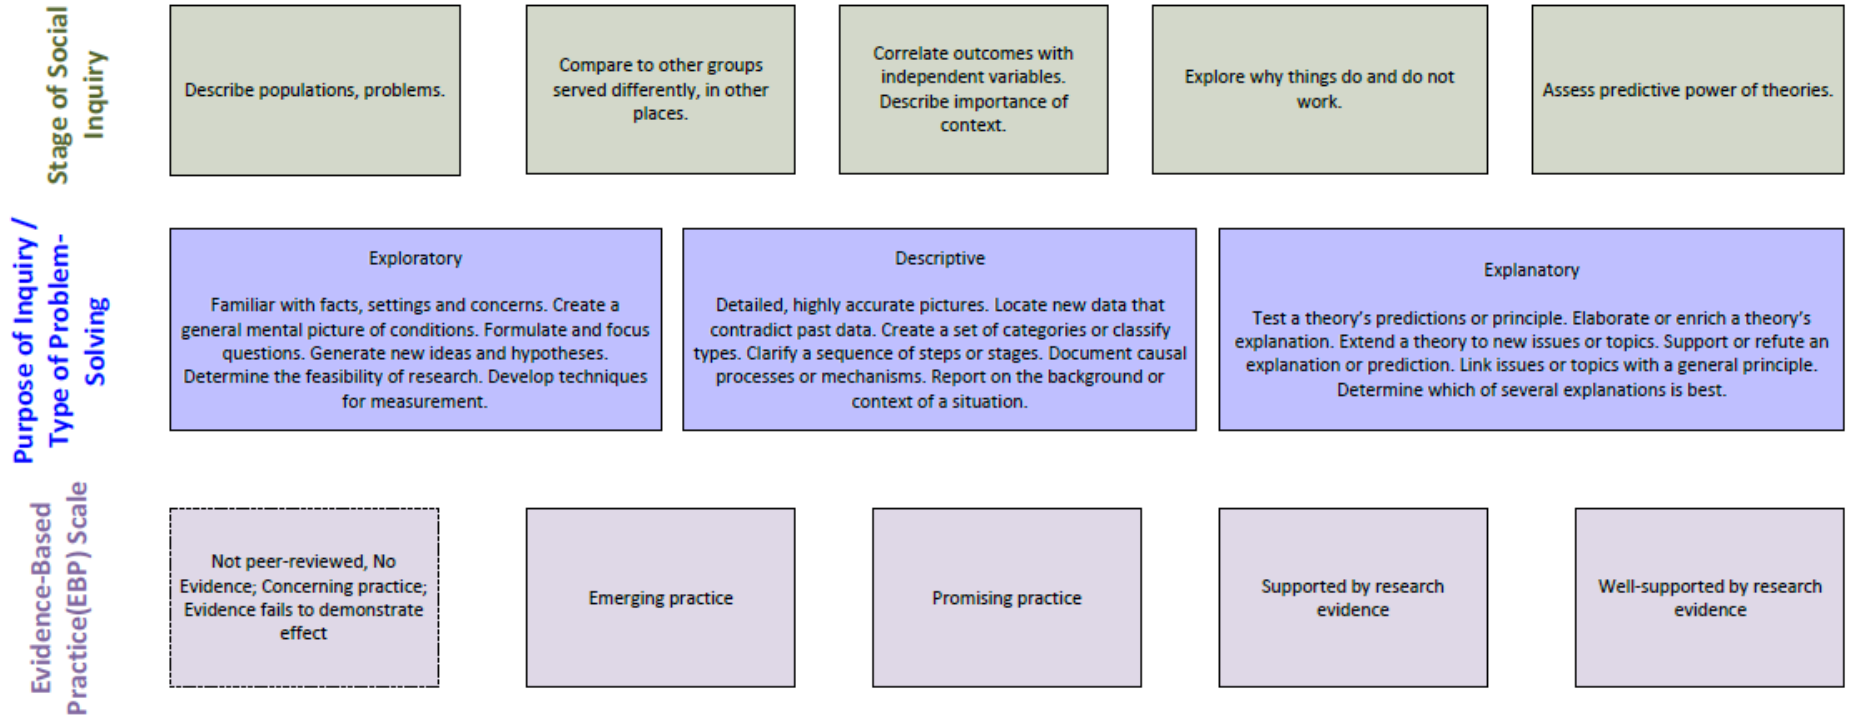 Stage of Social
Inquiry
Describe populations, problems.
Compare to other groups
served differently, in other
places.
Correlate outcomes with
independent variables.
Describe importance of
context.
Explore why things do and do not
work.
Assess predictive power of theories.
Purpose of Inquiry /
Type of Problem-
Solving
Exploratory
Familiar with facts, settings and concerns. Create a
general mental picture of conditions. Formulate and focus
questions. Generate new ideas and hypotheses.
Determine the feasibility of research. Develop techniques
for measurement.
Descriptive
Detailed, highly accurate pictures. Locate new data that
contradict past data. Create a set of categories or classify
types. Clarify a sequence of steps or stages. Document causal
processes or mechanisms. Report on the background or
context of a situation.
Explanatory
Test a theory's predictions or principle. Elaborate or enrich a theory's
explanation. Extend a theory to new issues or topics. Support or refute an
explanation or prediction. Link issues or topics with a general principle.
Determine which of several explanations is best.
Evidence-Based
Practice(EBP) Scale
Not peer-reviewed, No
Evidence; Concerning practice;
Evidence fails to demonstrate
effect
Emerging practice
Promising practice
Supported by research
evidence
Well-supported by research
evidence